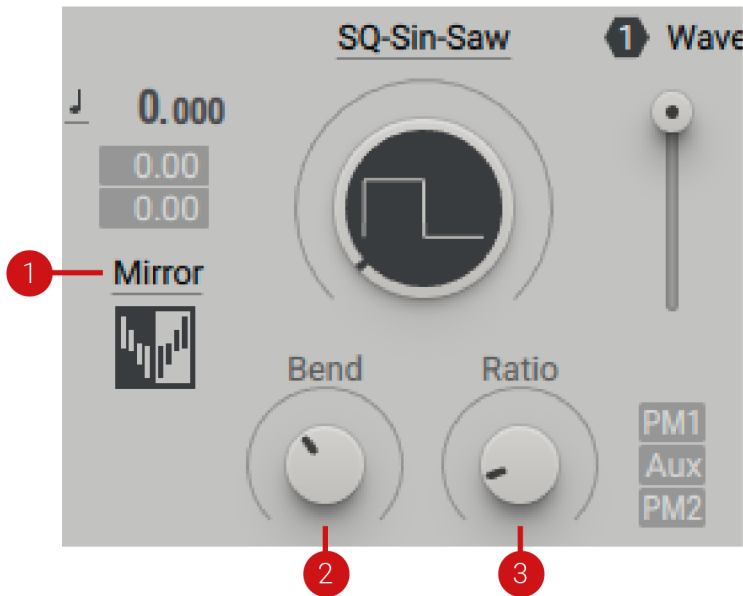 SQ-Sin-Saw
1 Wave
0.000
0.00
0.00
1
Mirror
Bend
Ratio
PM1
Aux
PM2
2
3